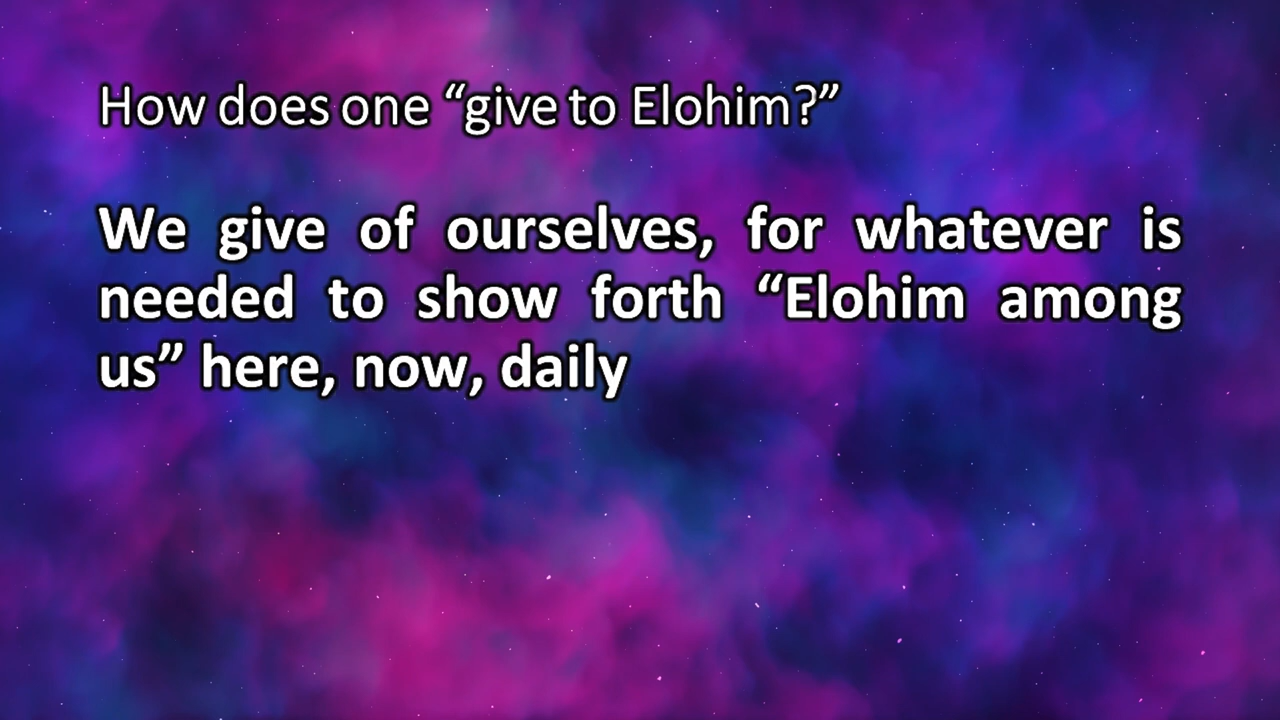 How does one “give to Elohim?”
We give of ourselves, for whatever is
needed to show forth “Elohim among
us” here, now, daily